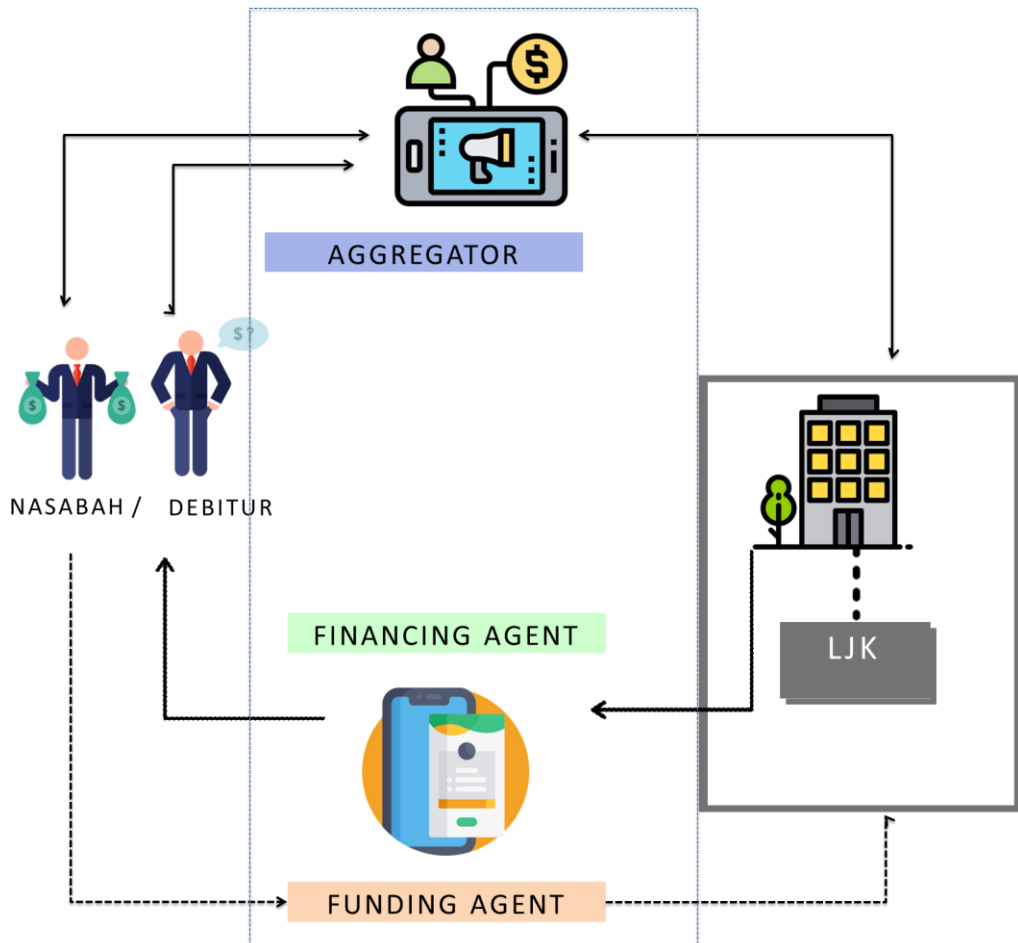 $
AGGREGATOR
$?
$ $
NASABAH / DEBITUR
FINANCING AGENT
LJK
FUNDING AGENT